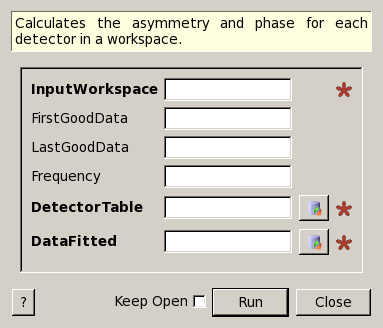 Calculates the asymmetry and phase for each
detector in a workspace.
InputWorkspace *
FirstGoodData
LastGoodData
Frequency
DetectorTable *
DataFitted *
? Keep Open Run Close